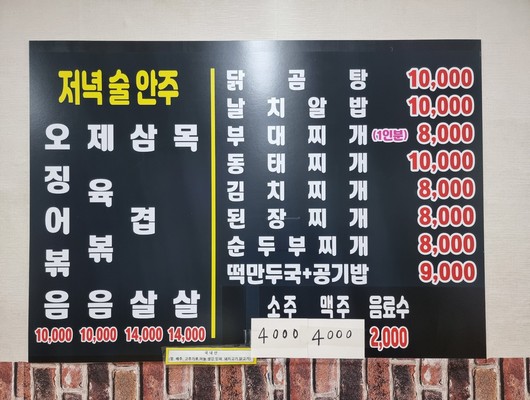 저녁 술 안주
오징어볶음 10,000
제육볶음 10,000
삼겹살 14,000
목살 14,000
닭곰탕 10,000
날치알밥 10,000
부대찌개 (1인분) 8,000
동태찌개 10,000
김치찌개 8,000
된장찌개 8,000
순두부찌개 8,000
떡만두국+공기밥 9,000
소주 맥주 음료수
4000 4000 2,000